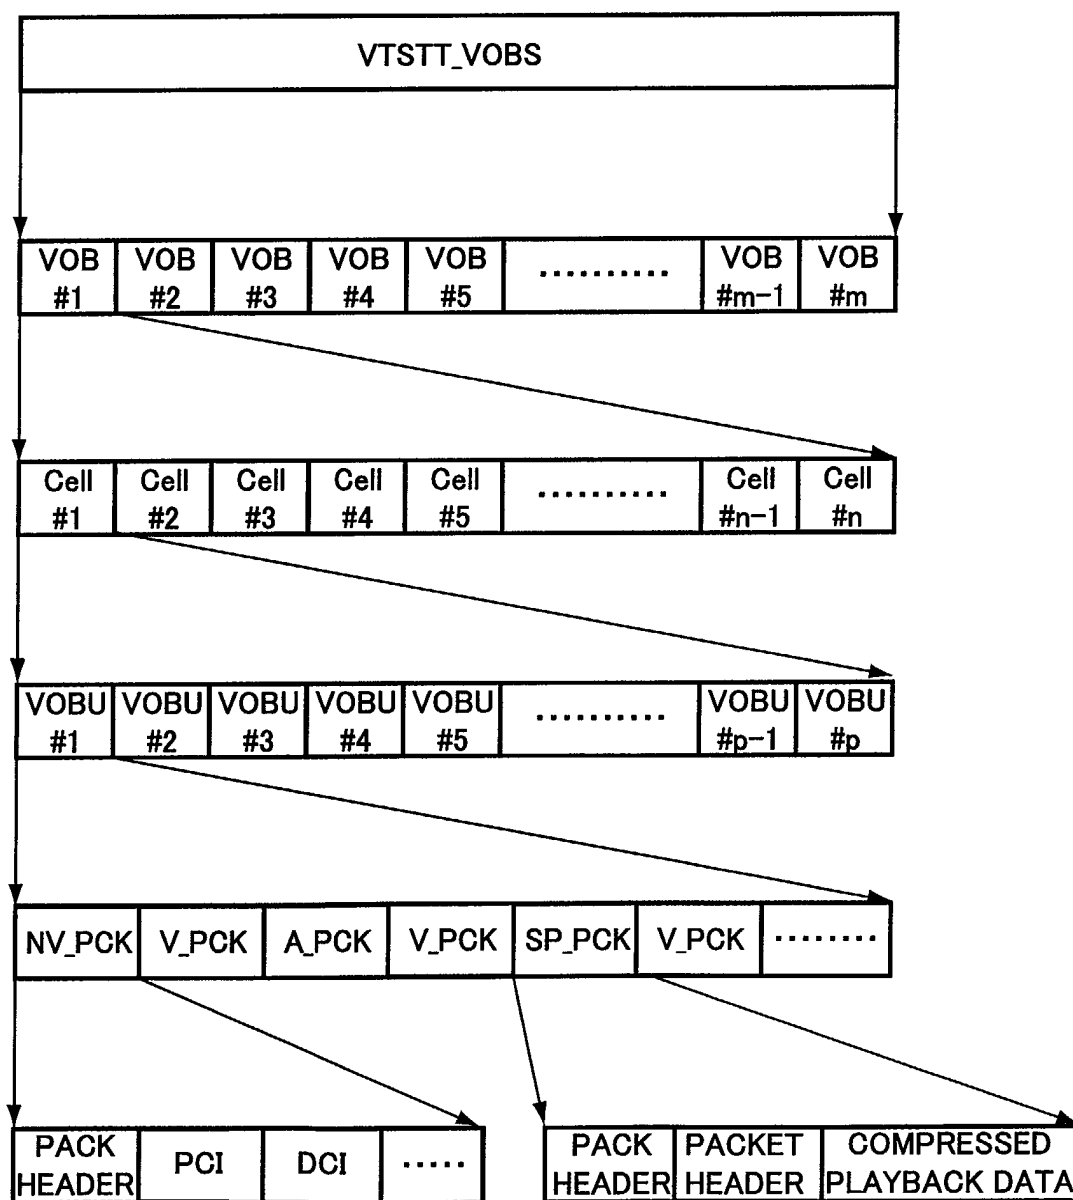 VTSTT_VOBS
VOB #1 VOB #2 VOB #3 VOB #4 VOB #5 .......... VOB #m-1 VOB #m
Cell #1 Cell #2 Cell #3 Cell #4 Cell #5 .......... Cell #n-1 Cell #n
VOBU #1 VOBU #2 VOBU #3 VOBU #4 VOBU #5 .......... VOBU #p-1 VOBU #p
NV_PCK V_PCK A_PCK V_PCK SP_PCK V_PCK ........
PACK HEADER PCI DCI ..... PACK HEADER PACKET HEADER COMPRESSED PLAYBACK DATA